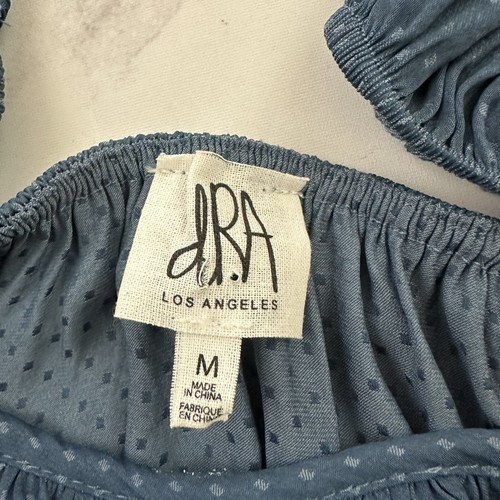 d.RA
LOS ANGELES
M
MADE
IN CHINA
FABRIQUÉ
EN CHINE